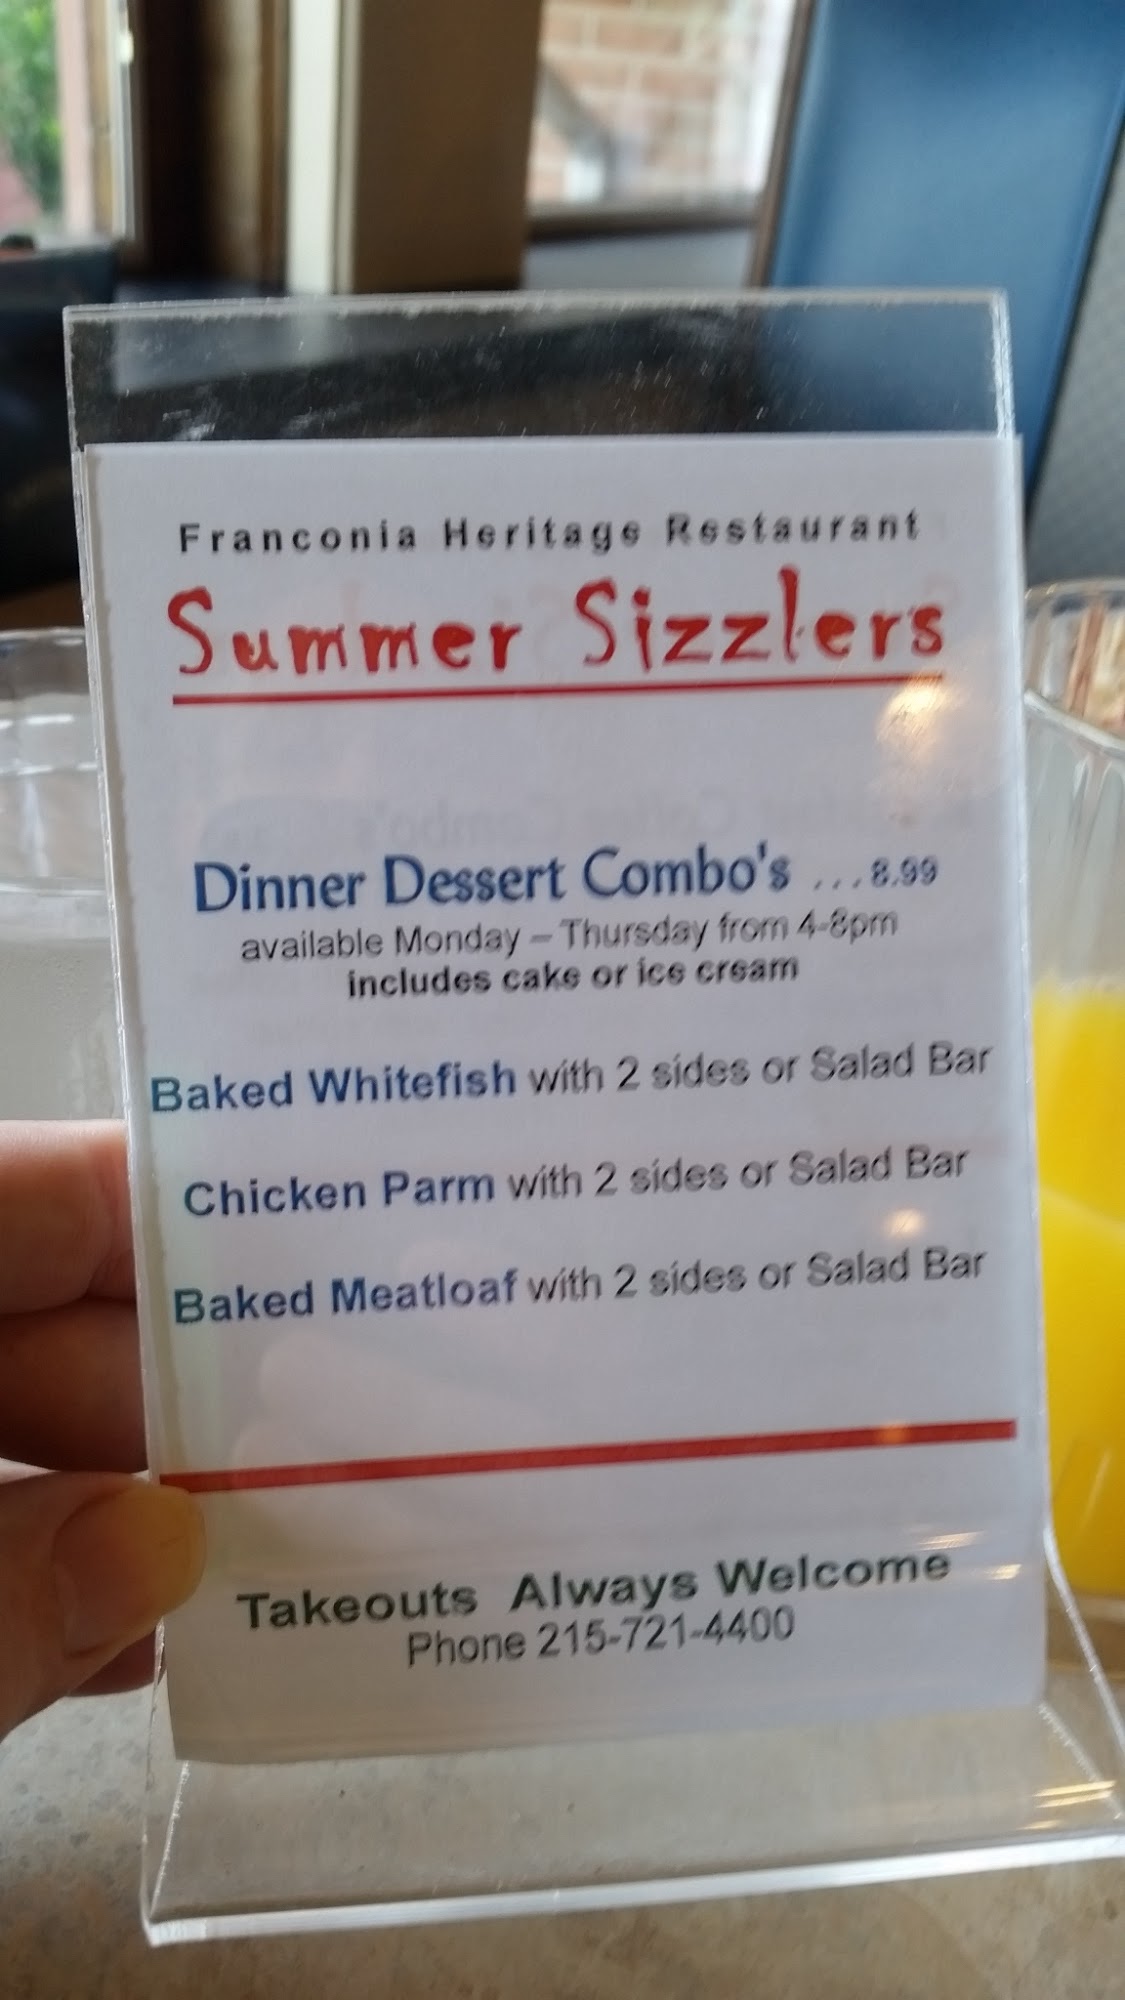 Franconia Heritage Restaurant
Summer Sizzlers
Dinner Dessert Combo's ...8.99
available Monday – Thursday from 4-8pm
includes cake or ice cream
Baked Whitefish with 2 sides or Salad Bar
Chicken Parm with 2 sides or Salad Bar
Baked Meatloaf with 2 sides or Salad Bar
Takeouts Always Welcome
Phone 215-721-4400